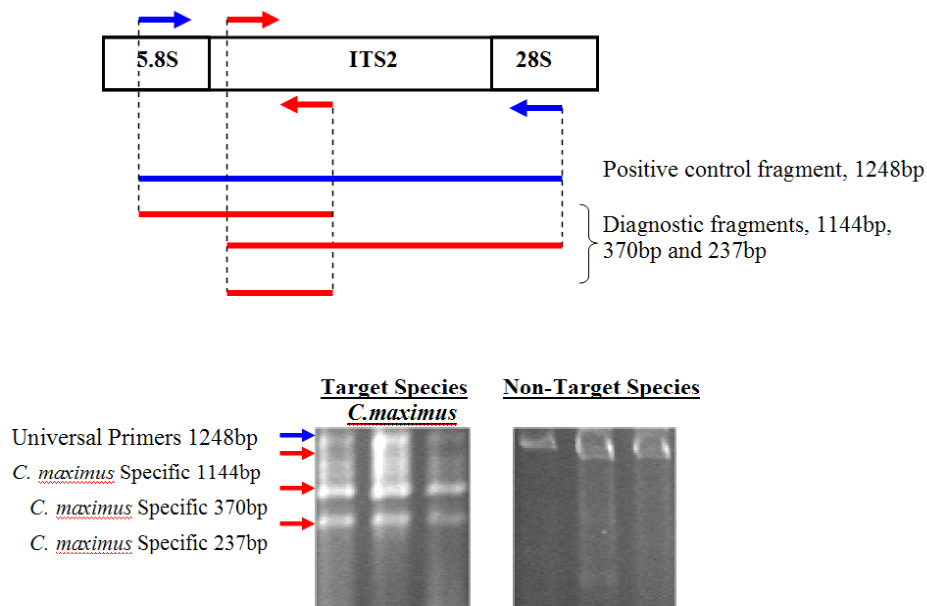 5.8S ITS2 28S
Positive control fragment, 1248bp
Diagnostic fragments, 1144bp,
370bp and 237bp
Target Species
C.maximus
Non-Target Species
Universal Primers 1248bp
C. maximus Specific 1144bp
C. maximus Specific 370bp
C. maximus Specific 237bp